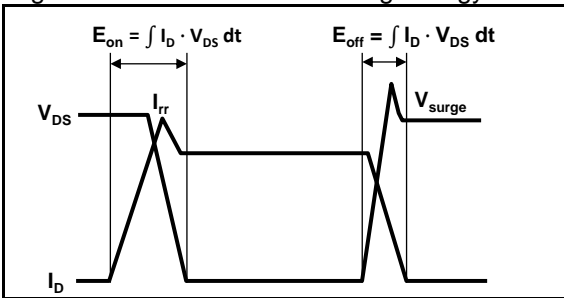 E_on = ∫ I_D · V_DS dt
E_off = ∫ I_D · V_DS dt
V_DS
I_rr
V_surge
I_D